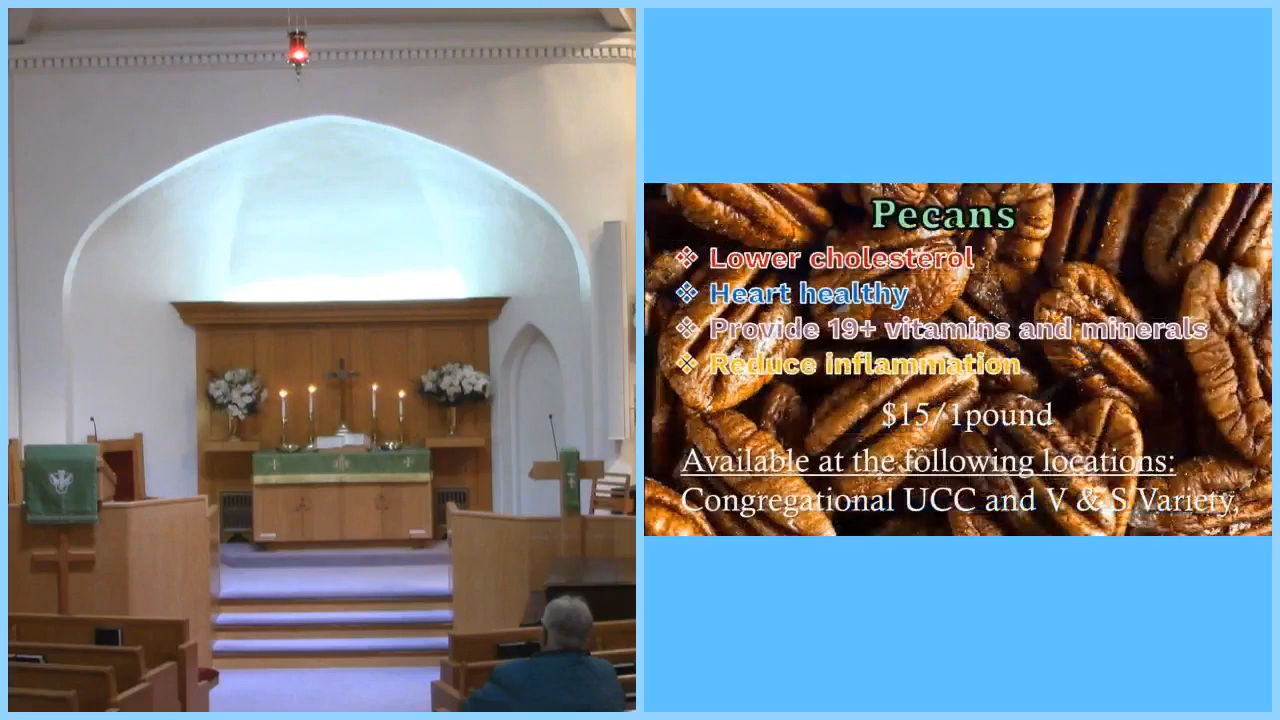 Pecans
❖ Lower cholesterol
❖ Heart healthy
❖ Provide 19+ vitamins and minerals
❖ Reduce inflammation
$15/1pound
Available at the following locations:
Congregational UCC and V & S Variety,